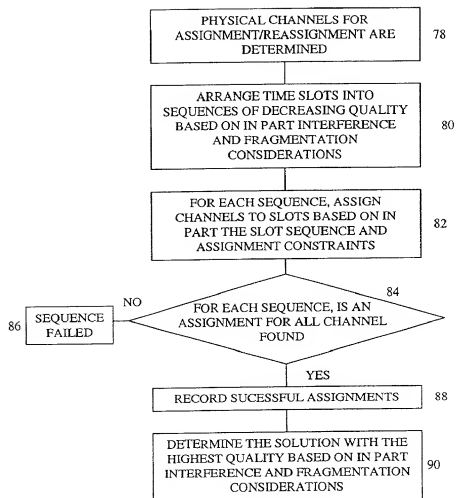 PHYSICAL CHANNELS FOR
ASSIGNMENT/REASSIGNMENT ARE
DETERMINED
78
ARRANGE TIME SLOTS INTO
SEQUENCES OF DECREASING QUALITY
BASED ON IN PART INTERFERENCE
AND FRAGMENTATION
CONSIDERATIONS
80
FOR EACH SEQUENCE, ASSIGN
CHANNELS TO SLOTS BASED ON IN
PART THE SLOT SEQUENCE AND
ASSIGNMENT CONSTRAINTS
82
84
FOR EACH SEQUENCE, IS AN
ASSIGNMENT FOR ALL CHANNEL
FOUND
NO
86
SEQUENCE
FAILED
YES
RECORD SUCESSFUL ASSIGNMENTS
88
DETERMINE THE SOLUTION WITH THE
HIGHEST QUALITY BASED ON IN PART
INTERFERENCE AND FRAGMENTATION
CONSIDERATIONS
90